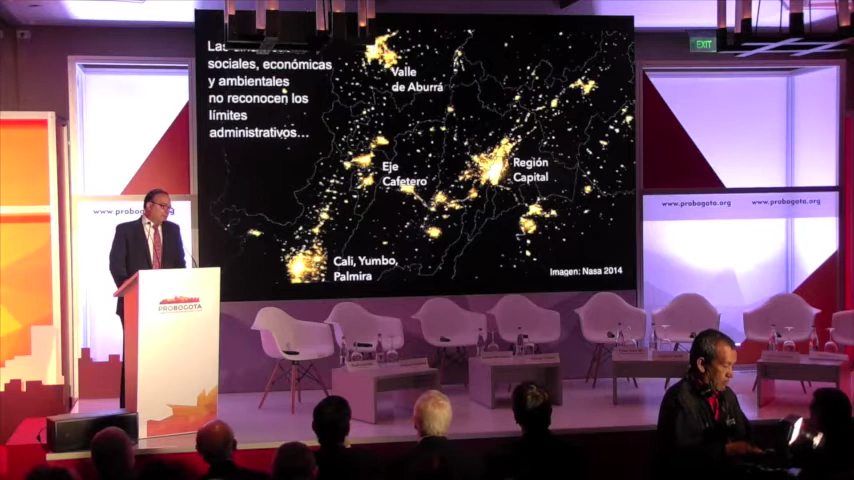 Las
sociales, económicas
y ambientales
no reconocen los
límites
administrativos...
Valle
de Aburrá
Eje
Cafetero
Región
Capital
Cali, Yumbo,
Palmira
Imagen: Nasa 2014
EXIT
www.probogota.org
www.probogota.org
www.probogota.org
PROBOGOTA